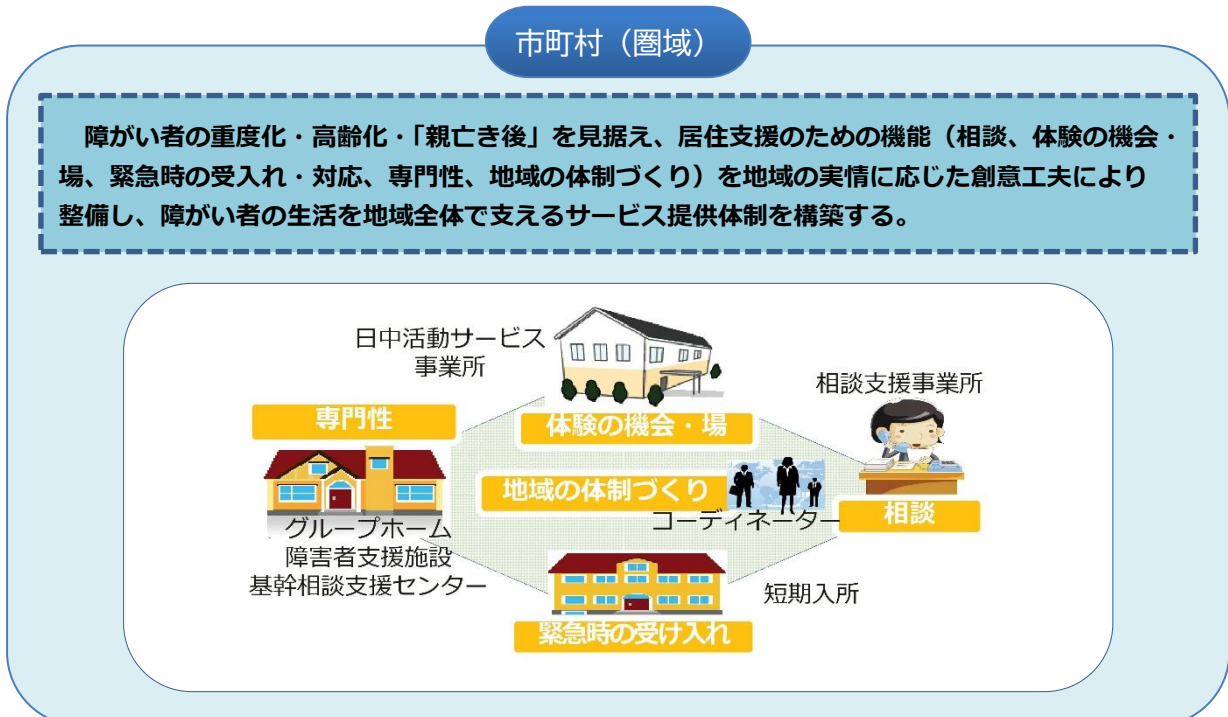 市町村（圏域）
障がい者の重度化・高齢化・「親亡き後」を見据え、居住支援のための機能（相談、体験の機会・
場、緊急時の受入れ・対応、専門性、地域の体制づくり）を地域の実情に応じた創意工夫により
整備し、障がい者の生活を地域全体で支えるサービス提供体制を構築する。
日中活動サービス
事業所
相談支援事業所
専門性
体験の機会・場
地域の体制づくり
コーディネーター
相談
グループホーム
障害者支援施設
基幹相談支援センター
短期入所
緊急時の受け入れ